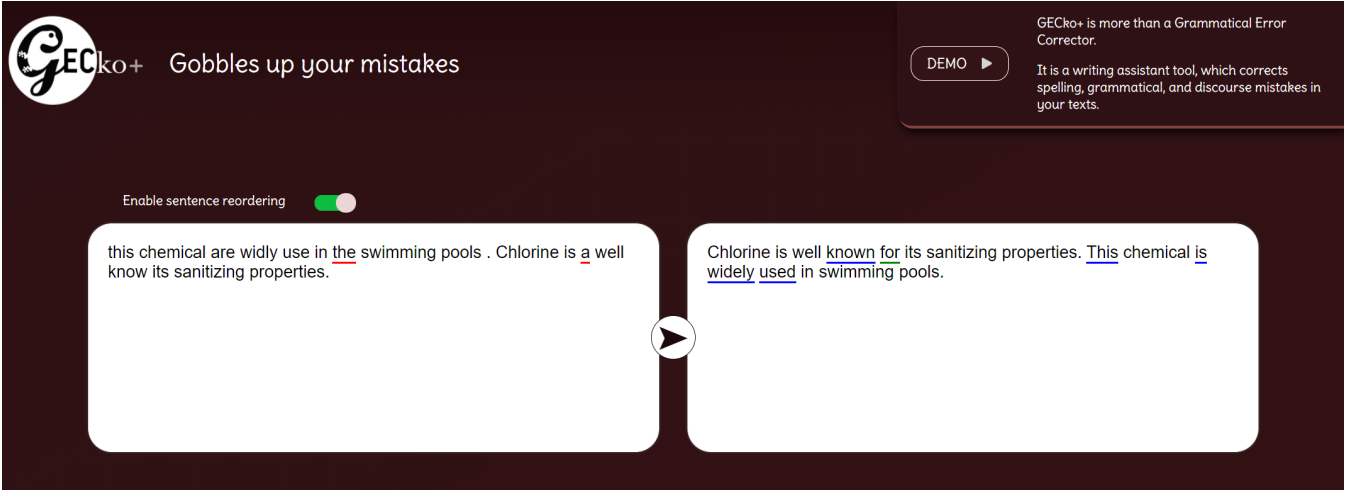 GECko+ Gobbles up your mistakes
DEMO
GECko+ is more than a Grammatical Error
Corrector.
It is a writing assistant tool, which corrects
spelling, grammatical, and discourse mistakes in
your texts.
Enable sentence reordering
this chemical are widly use in the swimming pools . Chlorine is a well
know its sanitizing properties.
Chlorine is well known for its sanitizing properties. This chemical is
widely used in swimming pools.